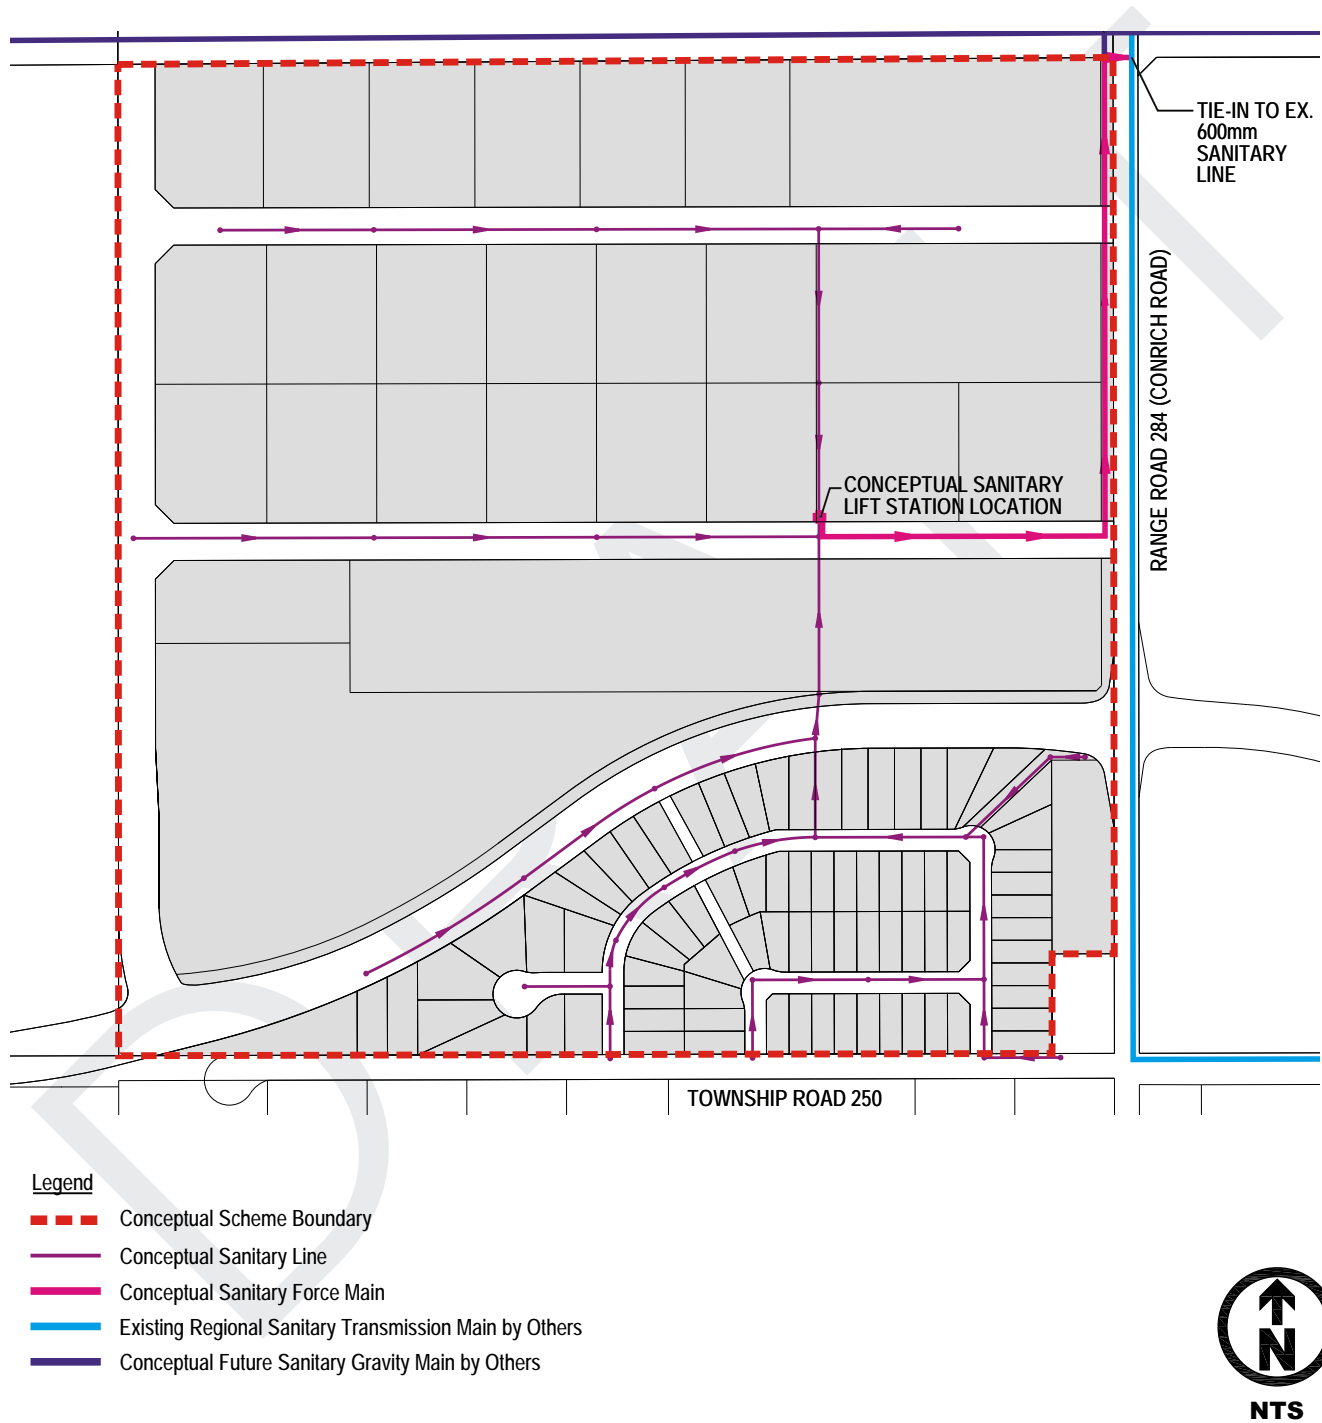 TIE-IN TO EX.
600mm
SANITARY
LINE
RANGE ROAD 284 (CONRICH ROAD)
CONCEPTUAL SANITARY
LIFT STATION LOCATION
TOWNSHIP ROAD 250
DRAFT
Legend
Conceptual Scheme Boundary
Conceptual Sanitary Line
Conceptual Sanitary Force Main
Existing Regional Sanitary Transmission Main by Others
Conceptual Future Sanitary Gravity Main by Others
N
NTS